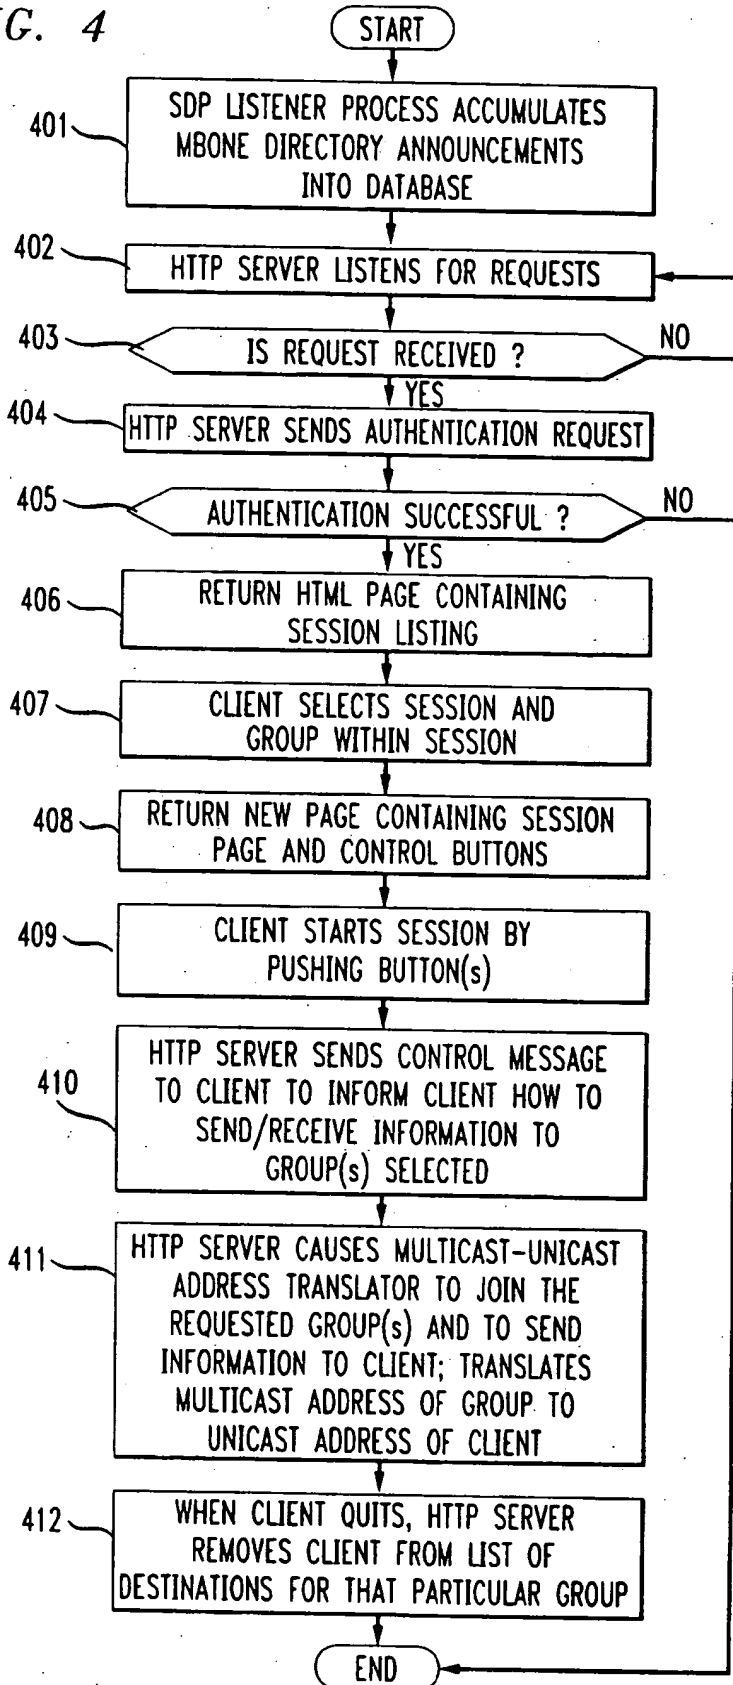 G. 4
START
401
SDP LISTENER PROCESS ACCUMULATES
MBONE DIRECTORY ANNOUNCEMENTS
INTO DATABASE
402
HTTP SERVER LISTENS FOR REQUESTS
403
IS REQUEST RECEIVED ?
NO
YES
404
HTTP SERVER SENDS AUTHENTICATION REQUEST
405
AUTHENTICATION SUCCESSFUL ?
NO
YES
406
RETURN HTML PAGE CONTAINING
SESSION LISTING
407
CLIENT SELECTS SESSION AND
GROUP WITHIN SESSION
408
RETURN NEW PAGE CONTAINING SESSION
PAGE AND CONTROL BUTTONS
409
CLIENT STARTS SESSION BY
PUSHING BUTTON(s)
410
HTTP SERVER SENDS CONTROL MESSAGE
TO CLIENT TO INFORM CLIENT HOW TO
SEND/RECEIVE INFORMATION TO
GROUP(s) SELECTED
411
HTTP SERVER CAUSES MULTICAST-UNICAST
ADDRESS TRANSLATOR TO JOIN THE
REQUESTED GROUP(s) AND TO SEND
INFORMATION TO CLIENT; TRANSLATES
MULTICAST ADDRESS OF GROUP TO
UNICAST ADDRESS OF CLIENT
412
WHEN CLIENT QUITS, HTTP SERVER
REMOVES CLIENT FROM LIST OF
DESTINATIONS FOR THAT PARTICULAR GROUP
END